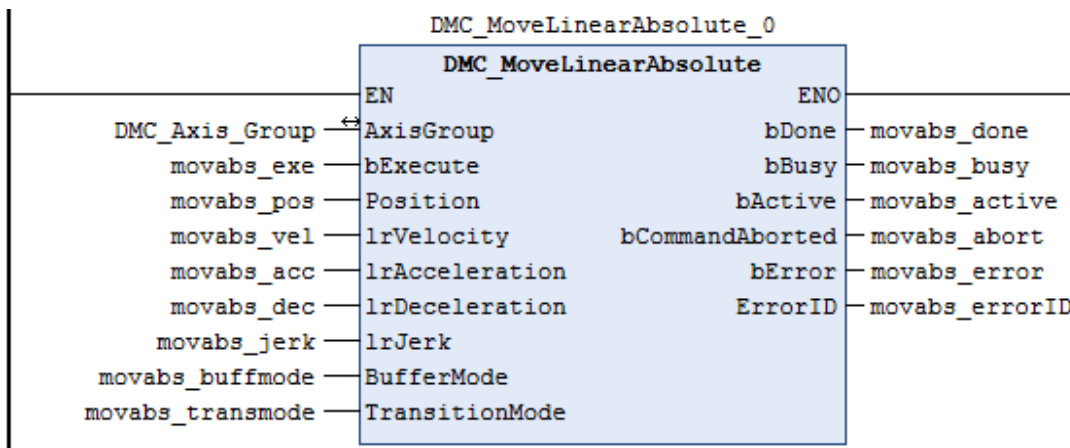 DMC_MoveLinearAbsolute_0
DMC_MoveLinearAbsolute
EN ENO
DMC_Axis_Group AxisGroup bDone movabs_done
movabs_exe bExecute bBusy movabs_busy
movabs_pos Position bActive movabs_active
movabs_vel lrVelocity bCommandAborted movabs_abort
movabs_acc lrAcceleration bError movabs_error
movabs_dec lrDeceleration ErrorID movabs_errorID
movabs_jerk lrJerk
movabs_buffmode BufferMode
movabs_transmode TransitionMode